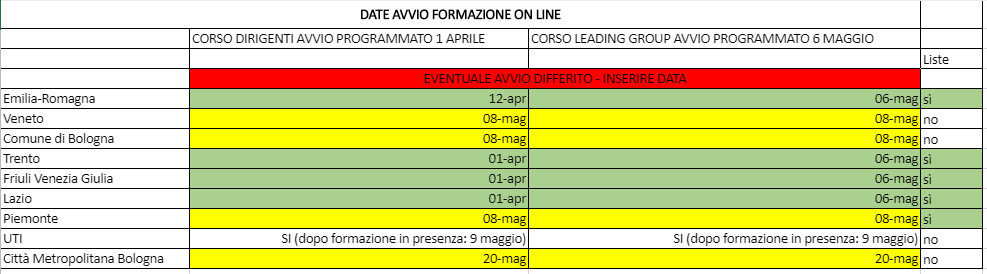 DATE AVVIO FORMAZIONE ON LINE
CORSO DIRIGENTI AVVIO PROGRAMMATO 1 APRILE CORSO LEADING GROUP AVVIO PROGRAMMATO 6 MAGGIO
Liste
EVENTUALE AVVIO DIFFERITO - INSERIRE DATA
Emilia-Romagna 12-apr 06-mag sì
Veneto 08-mag 08-mag no
Comune di Bologna 08-mag 08-mag no
Trento 01-apr 06-mag sì
Friuli Venezia Giulia 01-apr 06-mag sì
Lazio 01-apr 06-mag sì
Piemonte 08-mag 08-mag sì
UTI SI (dopo formazione in presenza: 9 maggio) SI (dopo formazione in presenza: 9 maggio) no
Città Metropolitana Bologna 20-mag 20-mag no